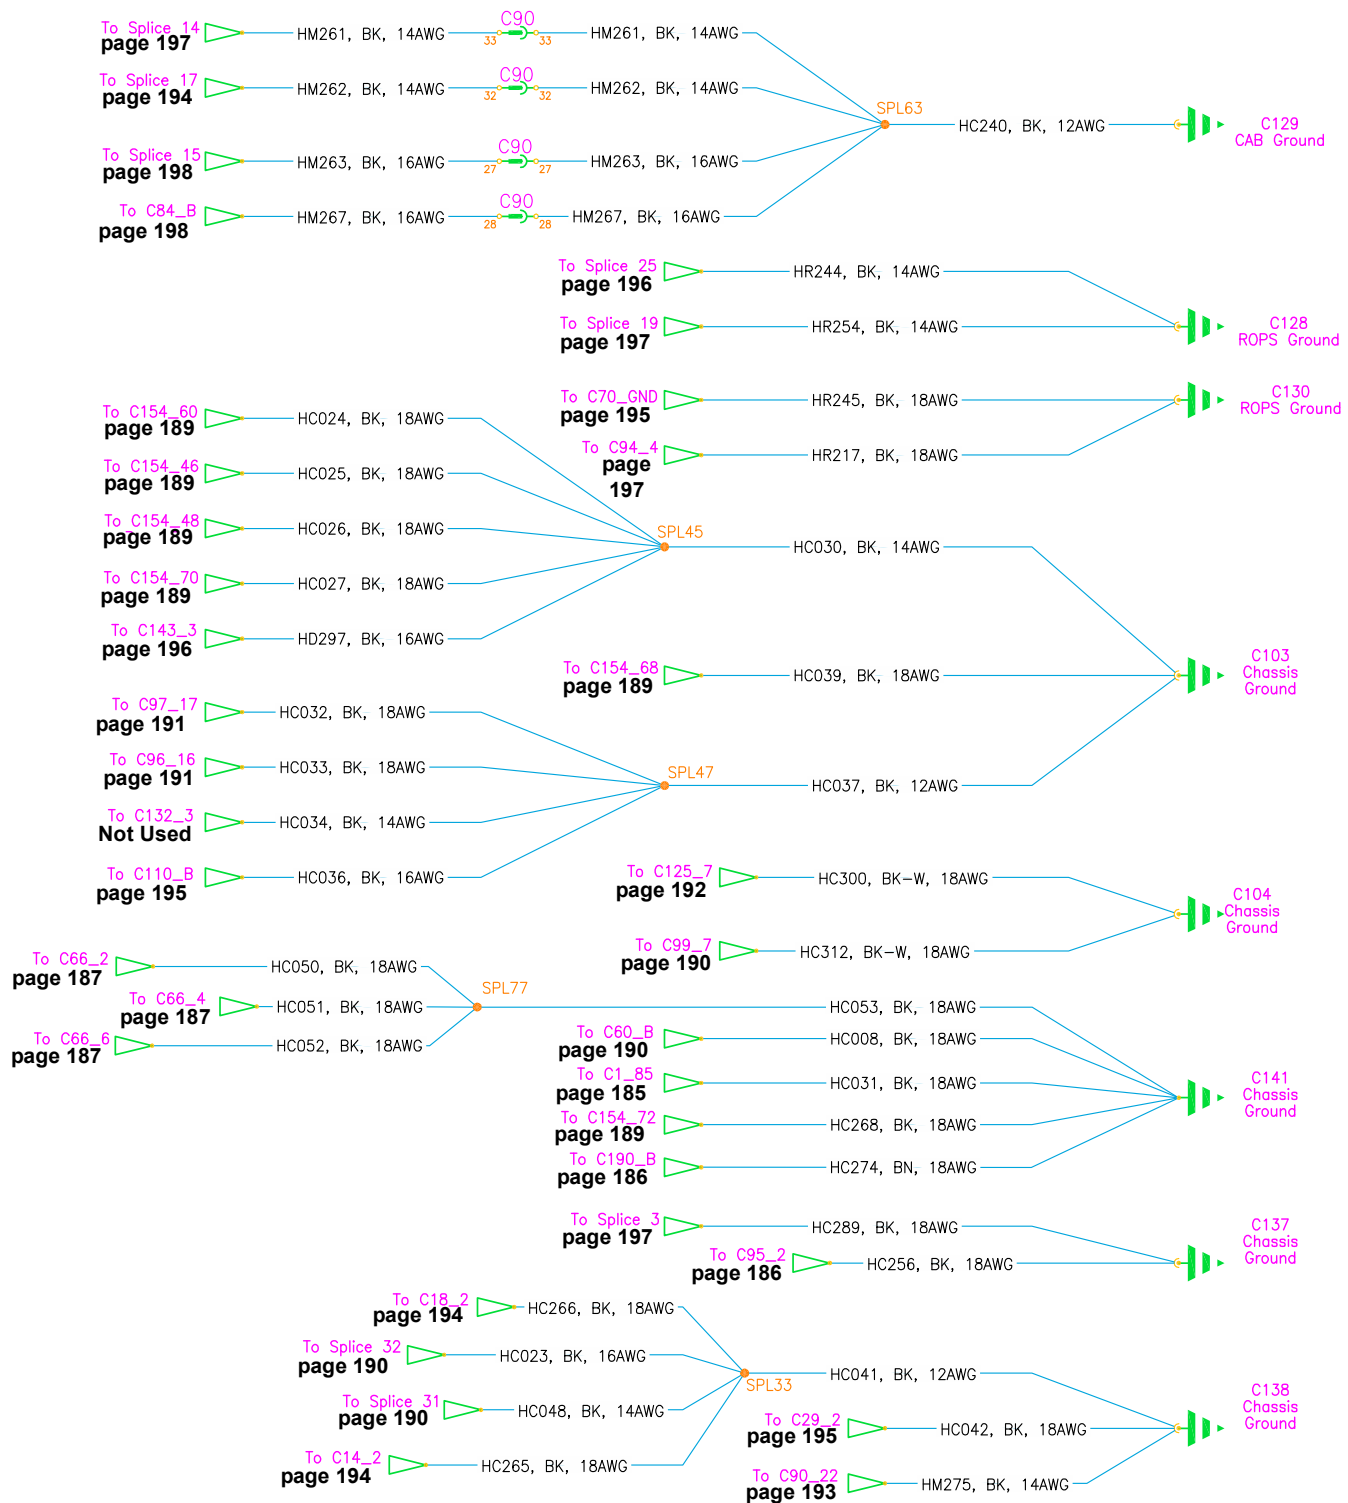 To Splice 14
page 197
HM261, BK, 14AWG
C90
33 33
HM261, BK, 14AWG
To Splice 17
page 194
HM262, BK, 14AWG
C90
32 32
HM262, BK, 14AWG
SPL63
HC240, BK, 12AWG
C129
CAB Ground
To Splice 15
page 198
HM263, BK, 16AWG
C90
27 27
HM263, BK, 16AWG
To C84_B
page 198
HM267, BK, 16AWG
C90
28 28
HM267, BK, 16AWG
To Splice 25
page 196
HR244, BK, 14AWG
To Splice 19
page 197
HR254, BK, 14AWG
C128
ROPS Ground
To C70_GND
page 195
HR245, BK, 18AWG
C130
ROPS Ground
To C94_4
page
197
HR217, BK, 18AWG
To C154_60
page 189
HC024, BK, 18AWG
To C154_46
page 189
HC025, BK, 18AWG
To C154_48
page 189
HC026, BK, 18AWG
SPL45
HC030, BK, 14AWG
To C154_70
page 189
HC027, BK, 18AWG
To C143_3
page 196
HD297, BK, 16AWG
To C154_68
page 189
HC039, BK, 18AWG
C103
Chassis
Ground
To C97_17
page 191
HC032, BK, 18AWG
To C96_16
page 191
HC033, BK, 18AWG
SPL47
HC037, BK, 12AWG
To C132_3
Not Used
HC034, BK, 14AWG
To C110_B
page 195
HC036, BK, 16AWG
To C125_7
page 192
HC300, BK-W, 18AWG
C104
Chassis
Ground
To C99_7
page 190
HC312, BK-W, 18AWG
To C66_2
page 187
HC050, BK, 18AWG
To C66_4
page 187
HC051, BK, 18AWG
SPL77
HC053, BK, 18AWG
To C66_6
page 187
HC052, BK, 18AWG
To C60_B
page 190
HC008, BK, 18AWG
To C1_85
page 185
HC031, BK, 18AWG
C141
Chassis
Ground
To C154_72
page 189
HC268, BK, 18AWG
To C190_B
page 186
HC274, BN, 18AWG
To Splice 3
page 197
HC289, BK, 18AWG
C137
Chassis
Ground
To C95_2
page 186
HC256, BK, 18AWG
To C18_2
page 194
HC266, BK, 18AWG
To Splice 32
page 190
HC023, BK, 16AWG
SPL33
HC041, BK, 12AWG
To Splice 31
page 190
HC048, BK, 14AWG
C138
Chassis
Ground
To C29_2
page 195
HC042, BK, 18AWG
To C14_2
page 194
HC265, BK, 18AWG
To C90_22
page 193
HM275, BK, 14AWG